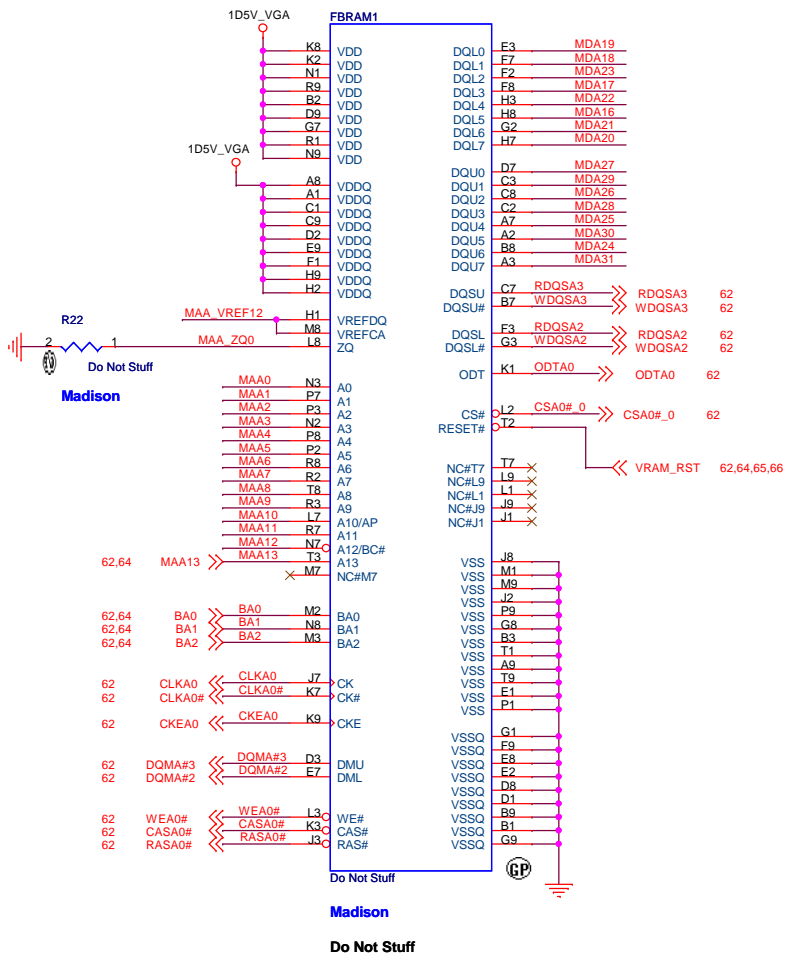 1D5V_VGA
FBRAM1
K8 VDD
K2 VDD
N1 VDD
R9 VDD
B2 VDD
D9 VDD
G7 VDD
R1 VDD
N9 VDD
1D5V_VGA
A8 VDDQ
A1 VDDQ
C1 VDDQ
C9 VDDQ
D2 VDDQ
E9 VDDQ
F1 VDDQ
H9 VDDQ
H2 VDDQ
MAA_VREF12 H1 VREFDQ
M8 VREFCA
R22
2 1 MAA_ZQ0 L8 ZQ
Do Not Stuff
Madison
MAA0 N3 A0
MAA1 P7 A1
MAA2 P3 A2
MAA3 N2 A3
MAA4 P8 A4
MAA5 P2 A5
MAA6 R8 A6
MAA7 R2 A7
MAA8 T8 A8
MAA9 R3 A9
MAA10 L7 A10/AP
MAA11 R7 A11
MAA12 N7 A12/BC#
62,64 MAA13 MAA13 T3 A13
M7 NC#M7
62,64 BA0 BA0 M2 BA0
62,64 BA1 BA1 N8 BA1
62,64 BA2 BA2 M3 BA2
62 CLKA0 CLKA0 J7 CK
62 CLKA0# CLKA0# K7 CK#
62 CKEA0 CKEA0 K9 CKE
62 DQMA#3 DQMA#3 D3 DMU
62 DQMA#2 DQMA#2 E7 DML
62 WEA0# WEA0# L3 WE#
62 CASA0# CASA0# K3 CAS#
62 RASA0# RASA0# J3 RAS#
DQL0 E3 MDA19
DQL1 F7 MDA18
DQL2 F2 MDA23
DQL3 F8 MDA17
DQL4 H3 MDA22
DQL5 H8 MDA16
DQL6 G2 MDA21
DQL7 H7 MDA20
DQU0 D7 MDA27
DQU1 C3 MDA29
DQU2 C8 MDA26
DQU3 C2 MDA28
DQU4 A7 MDA25
DQU5 A2 MDA30
DQU6 B8 MDA24
DQU7 A3 MDA31
DQSU C7 RDQSA3 RDQSA3 62
DQSU# B7 WDQSA3 WDQSA3 62
DQSL F3 RDQSA2 RDQSA2 62
DQSL# G3 WDQSA2 WDQSA2 62
ODT K1 ODTA0 ODTA0 62
CS# L2 CSA0#_0 CSA0#_0 62
RESET# T2 VRAM_RST 62,64,65,66
NC#T7 T7
NC#L9 L9
NC#L1 L1
NC#J9 J9
NC#J1 J1
VSS J8
VSS M1
VSS M9
VSS J2
VSS P9
VSS G8
VSS B3
VSS T1
VSS A9
VSS T9
VSS E1
VSS P1
VSSQ G1
VSSQ F9
VSSQ E8
VSSQ E2
VSSQ D8
VSSQ D1
VSSQ B9
VSSQ B1
VSSQ G9
GP
Do Not Stuff
Madison
Do Not Stuff